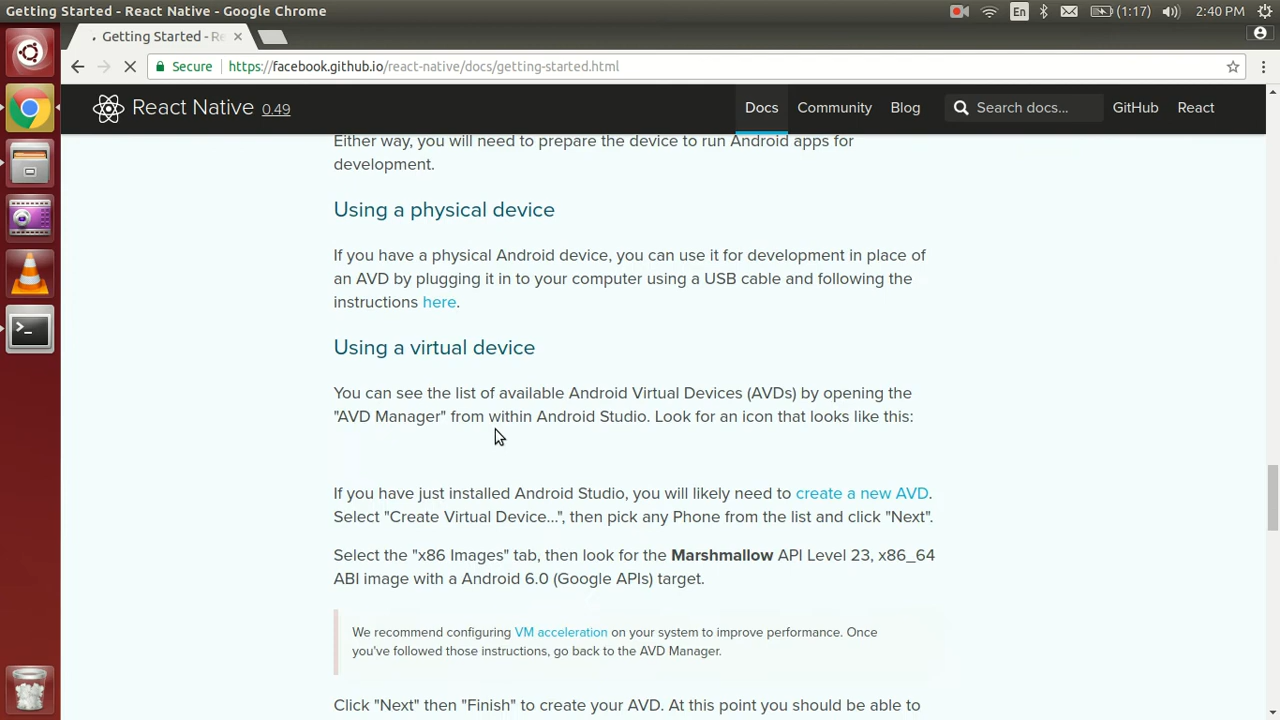 Getting Started - React Native - Google Chrome
En
(1:17)
2:40 PM
Getting Started - Re
Secure
https://facebook.github.io/react-native/docs/getting-started.html
React Native 0.49
Docs
Community
Blog
Search docs...
GitHub
React
Either way, you will need to prepare the device to run Android apps for
development.
Using a physical device
If you have a physical Android device, you can use it for development in place of
an AVD by plugging it in to your computer using a USB cable and following the
instructions here.
Using a virtual device
You can see the list of available Android Virtual Devices (AVDs) by opening the
"AVD Manager" from within Android Studio. Look for an icon that looks like this:
If you have just installed Android Studio, you will likely need to create a new AVD.
Select "Create Virtual Device...", then pick any Phone from the list and click "Next".
Select the "x86 Images" tab, then look for the Marshmallow API Level 23, x86_64
ABI image with a Android 6.0 (Google APIs) target.
We recommend configuring VM acceleration on your system to improve performance. Once
you've followed those instructions, go back to the AVD Manager.
Click "Next" then "Finish" to create your AVD. At this point you should be able to